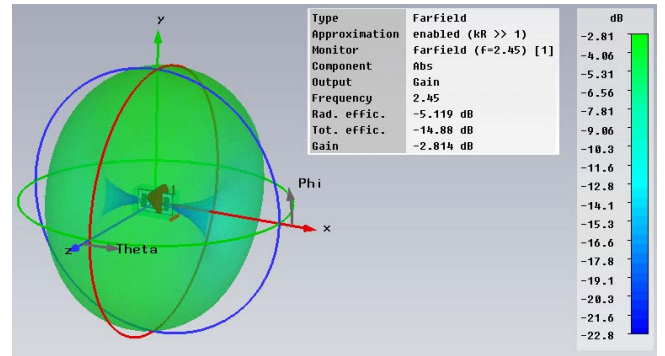 y
Phi
x
z
Theta
1
Type Farfield
Approximation enabled (kR >> 1)
Monitor farfield (f=2.45) [1]
Component Abs
Output Gain
Frequency 2.45
Rad. effic. -5.119 dB
Tot. effic. -14.88 dB
Gain -2.814 dB
dB
-2.81
-4.06
-5.31
-6.56
-7.81
-9.06
-10.3
-11.6
-12.8
-14.1
-15.3
-16.6
-17.8
-19.1
-20.3
-21.6
-22.8